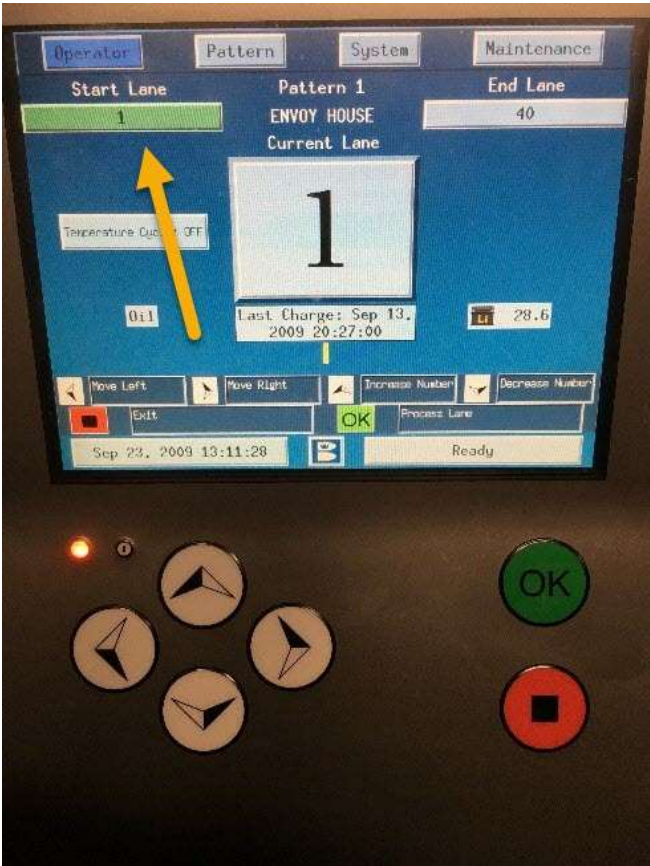 Operator Pattern System Maintenance
Start Lane Pattern 1 End Lane
1 ENVOY HOUSE 40
Current Lane
1
Temperature OFF
Oil Last Charge: Sep 13, Li 28.6
2009 20:27:00
Move Left Move Right Increase Number Decrease Number
Exit OK Process Lane
Sep 23, 2009 13:11:28 B Ready
OK